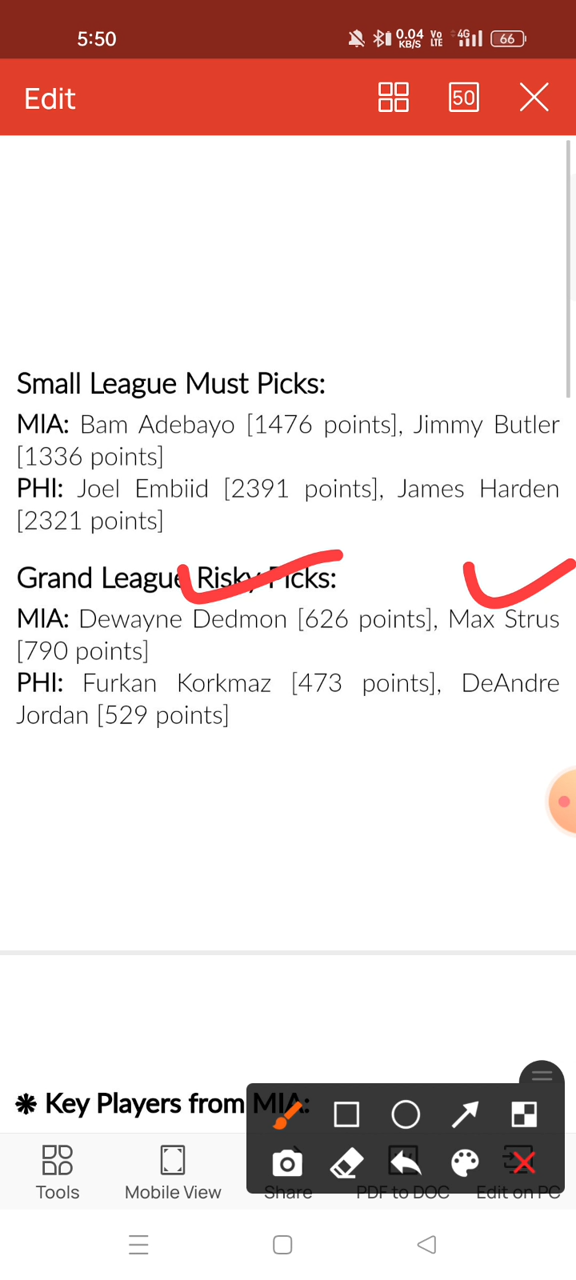 5:50
0.04 KB/S
Vo LTE
4G
66
Edit
50
Small League Must Picks:
MIA: Bam Adebayo [1476 points], Jimmy Butler
[1336 points]
PHI: Joel Embiid [2391 points], James Harden
[2321 points]
Grand League Risky Picks:
MIA: Dewayne Dedmon [626 points], Max Strus
[790 points]
PHI: Furkan Korkmaz [473 points], DeAndre
Jordan [529 points]
❋ Key Players from MIA:
Tools
Mobile View
Share
PDF to DOC
Edit on PC